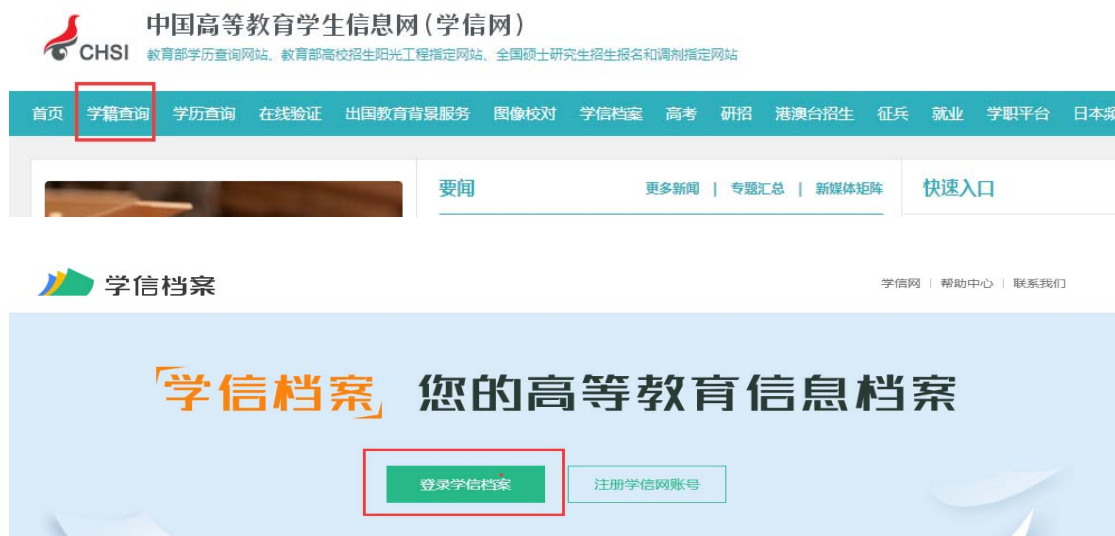 中国高等教育学生信息网（学信网）
CHSI
教育部学历查询网站、教育部高校招生阳光工程指定网站、全国硕士研究生招生报名和调剂指定网站
首页 学籍查询 学历查询 在线验证 出国教育背景服务 图像校对 学信档案 高考 研招 港澳台招生 征兵 就业 学职平台 日本频
要闻 更多新闻 | 专题汇总 | 新媒体矩阵 快速入口
学信档案 学信网 | 帮助中心 | 联系我们
「学信档案」您的高等教育信息档案
登录学信档案 注册学信网账号